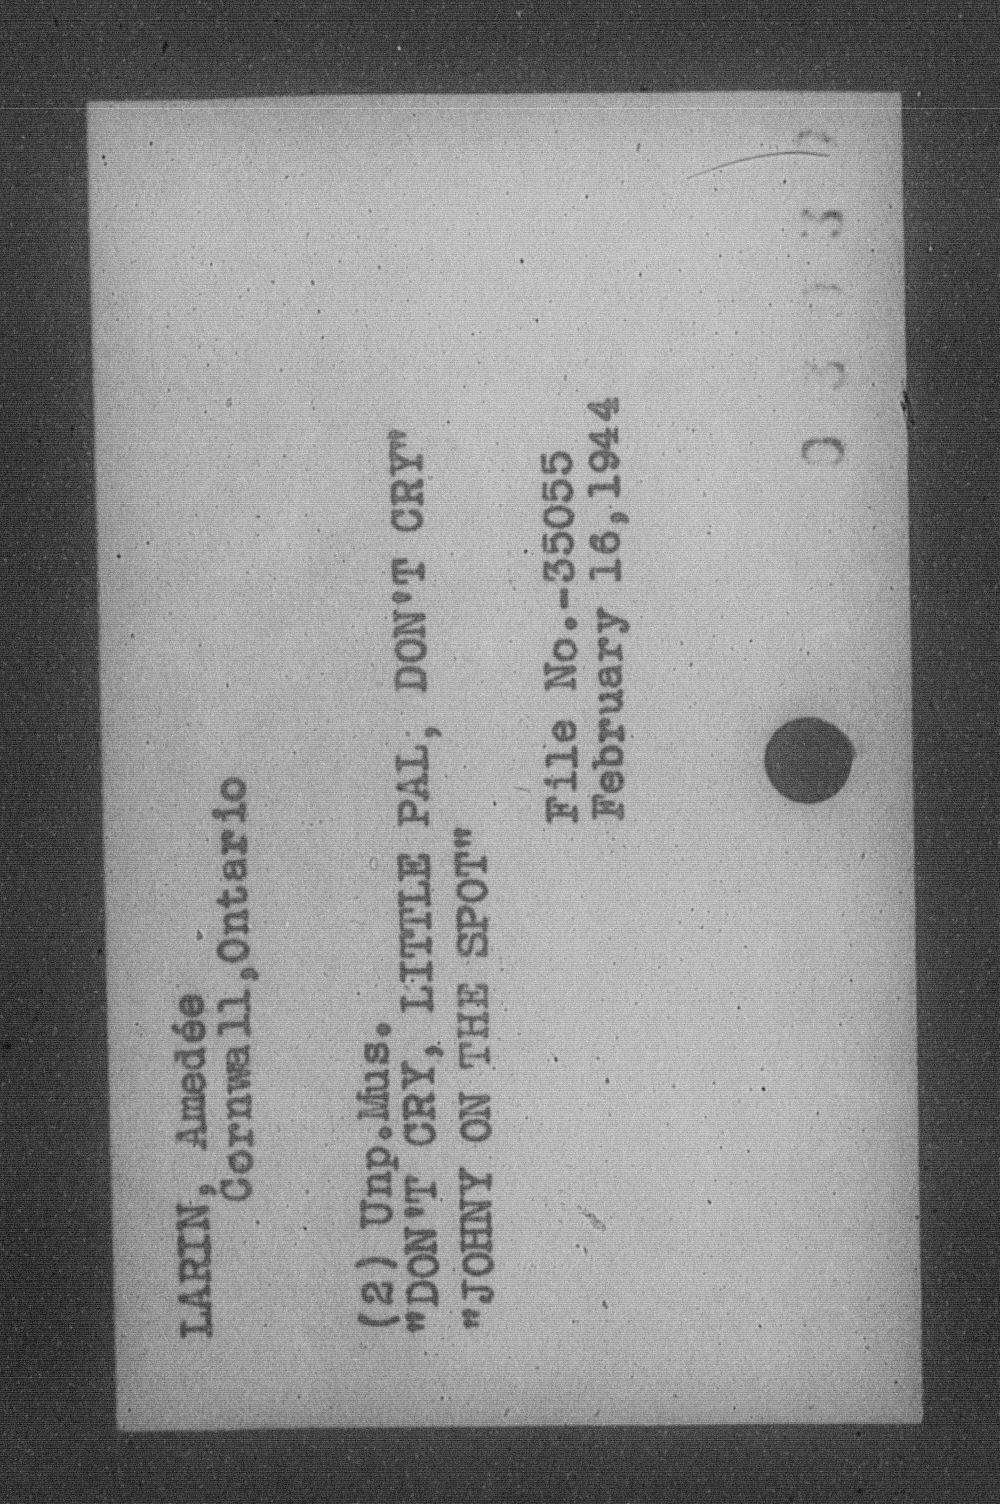 LARIN, Amedée
Cornwall,Ontario
(2) Unp.Mus.
"DON'T CRY, LITTLE PAL, DON'T CRY"
"JOHNY ON THE SPOT"
File No.-35055
February 16,1944